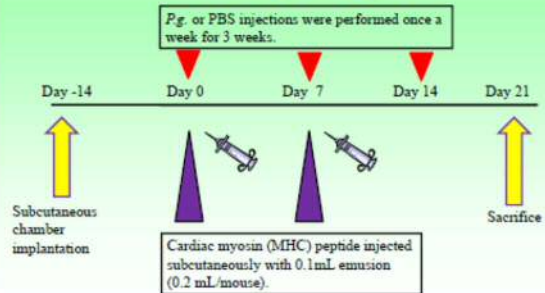 P.g. or PBS injections were performed once a
week for 3 weeks.
Day -14
Day 0
Day 7
Day 14
Day 21
Subcutaneous
chamber
implantation
Sacrifice
Cardiac myosin (MHC) peptide injected
subcutaneously with 0.1mL emusion
(0.2 mL/mouse).